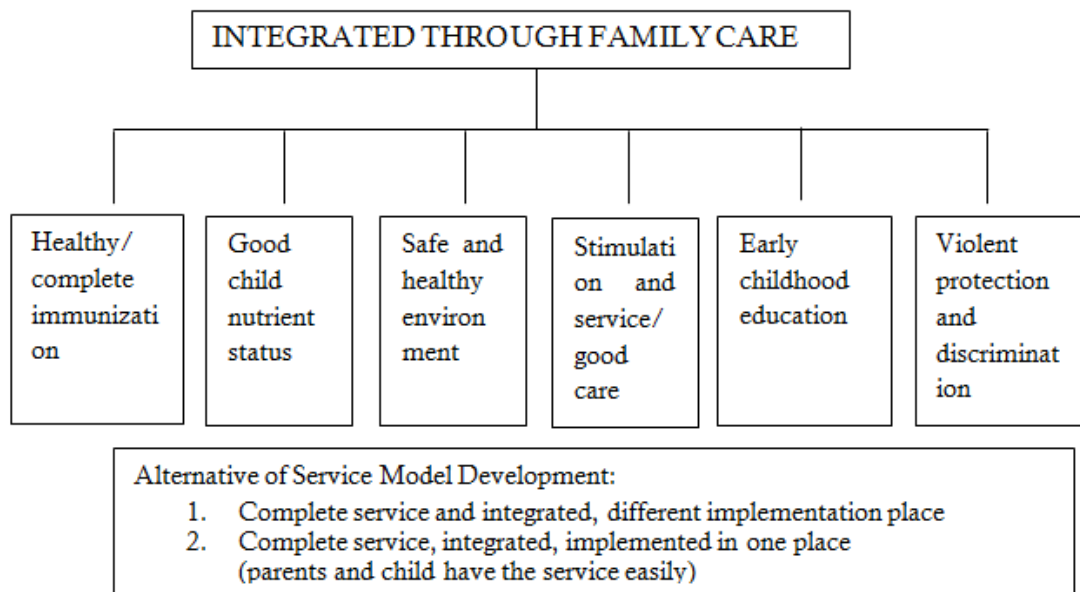 INTEGRATED THROUGH FAMILY CARE
Healthy/
complete
immunizati
on
Good
child
nutrient
status
Safe and
healthy
environ
ment
Stimulati
on and
service/
good
care
Early
childhood
education
Violent
protection
and
discriminat
ion
Alternative of Service Model Development:
1. Complete service and integrated, different implementation place
2. Complete service, integrated, implemented in one place
(parents and child have the service easily)